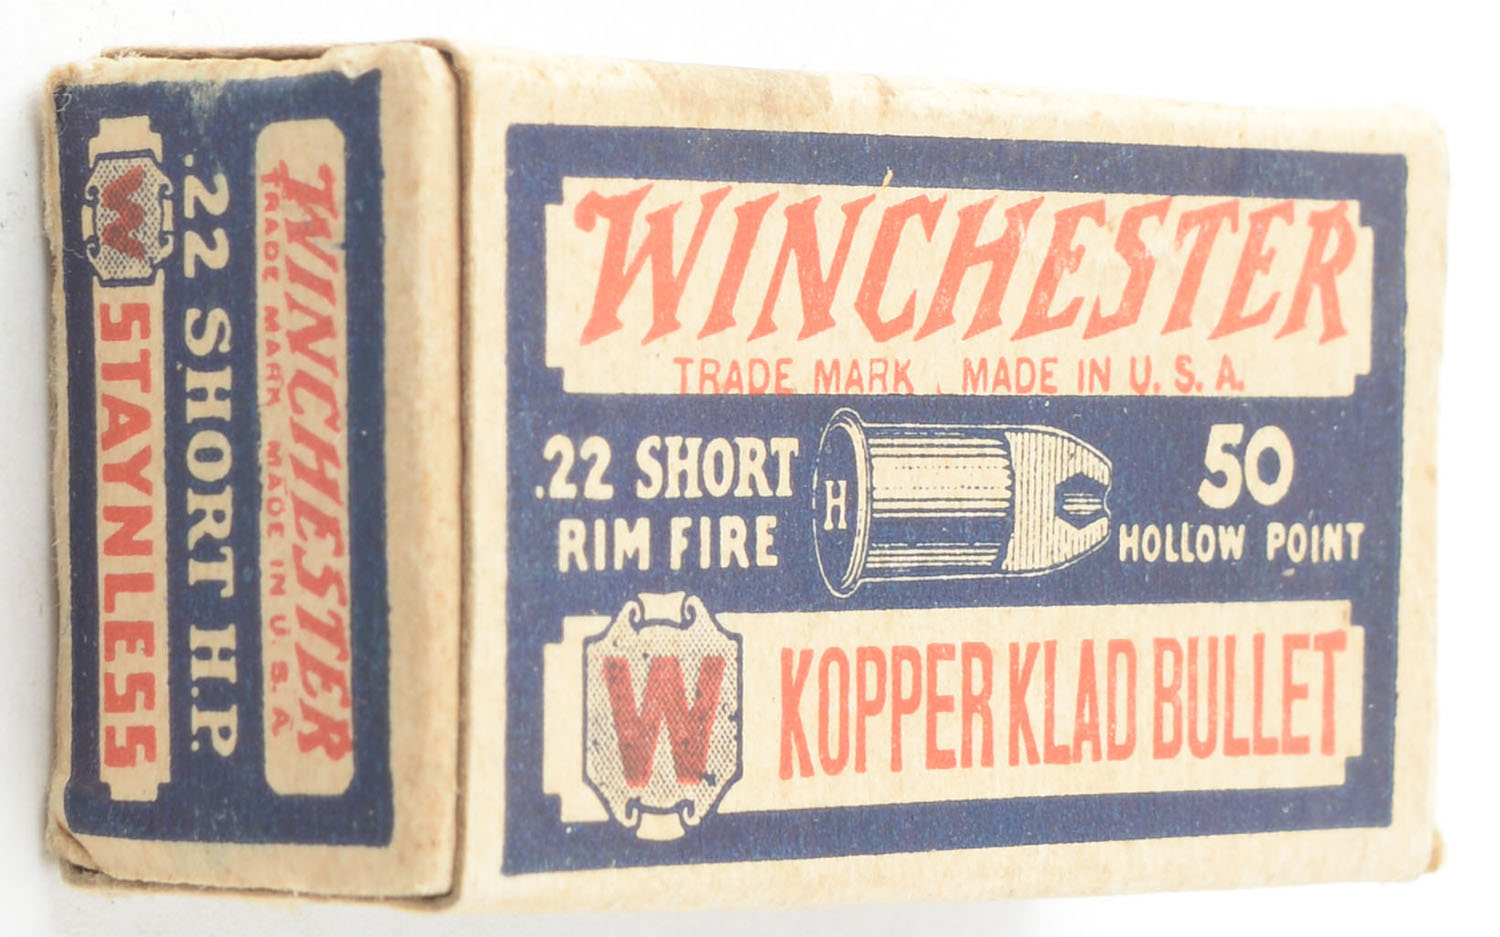 WINCHESTER
TRADE MARK . MADE IN U. S. A.
.22 SHORT
RIM FIRE
H
50
HOLLOW POINT
W
KOPPER KLAD BULLET
WINCHESTER
TRADE MARK MADE IN U. S. A
.22 SHORT H.P.
W
STAYNLESS